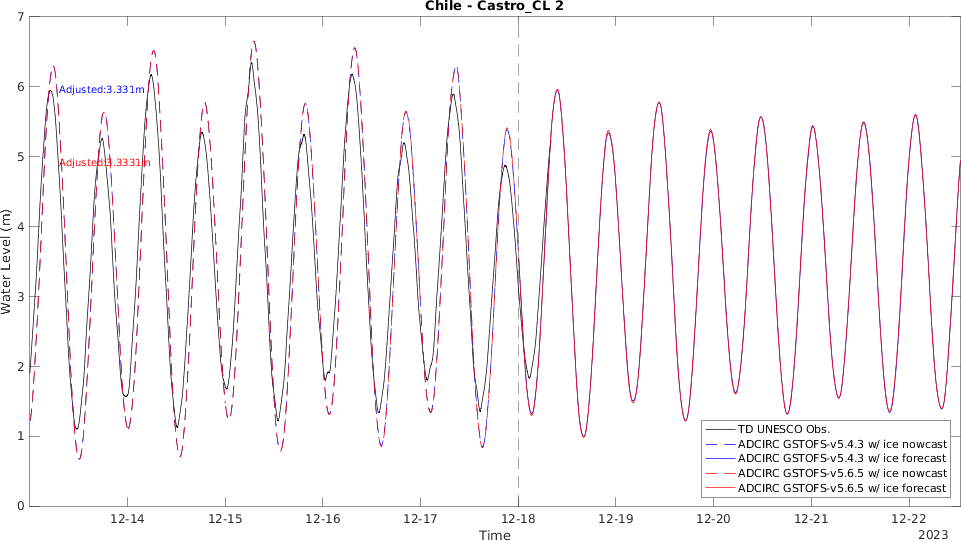 Chile - Castro_CL 2
7
6
5
4
3
2
1
0
Water Level (m)
Adjusted:3.331m
Adjusted:3.3331m
TD UNESCO Obs.
ADCIRC GSTOFS-v5.4.3 w/ ice nowcast
ADCIRC GSTOFS-v5.4.3 w/ ice forecast
ADCIRC GSTOFS-v5.6.5 w/ ice nowcast
ADCIRC GSTOFS-v5.6.5 w/ ice forecast
12-14 12-15 12-16 12-17 12-18 12-19 12-20 12-21 12-22
Time
2023